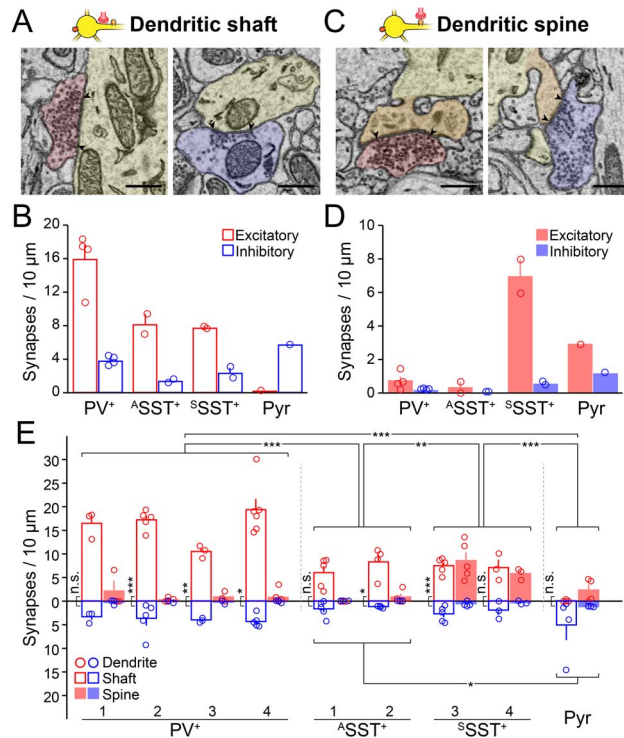 A Dendritic shaft
C Dendritic spine
B
Synapses / 10 μm
20
16
12
8
4
0
Excitatory
Inhibitory
PV⁺ ᴬSST⁺ ˢSST⁺ Pyr
D
Synapses / 10 μm
10
8
6
4
2
0
Excitatory
Inhibitory
PV⁺ ᴬSST⁺ ˢSST⁺ Pyr
E
Synapses / 10 μm
30
25
20
15
10
5
0
5
10
15
20
***
*** ** ***
n.s. *** ** * n.s. * *** n.s. n.s.
*
Dendrite
Shaft
Spine
1 2 3 4 1 2 3 4
PV⁺ ᴬSST⁺ ˢSST⁺ Pyr